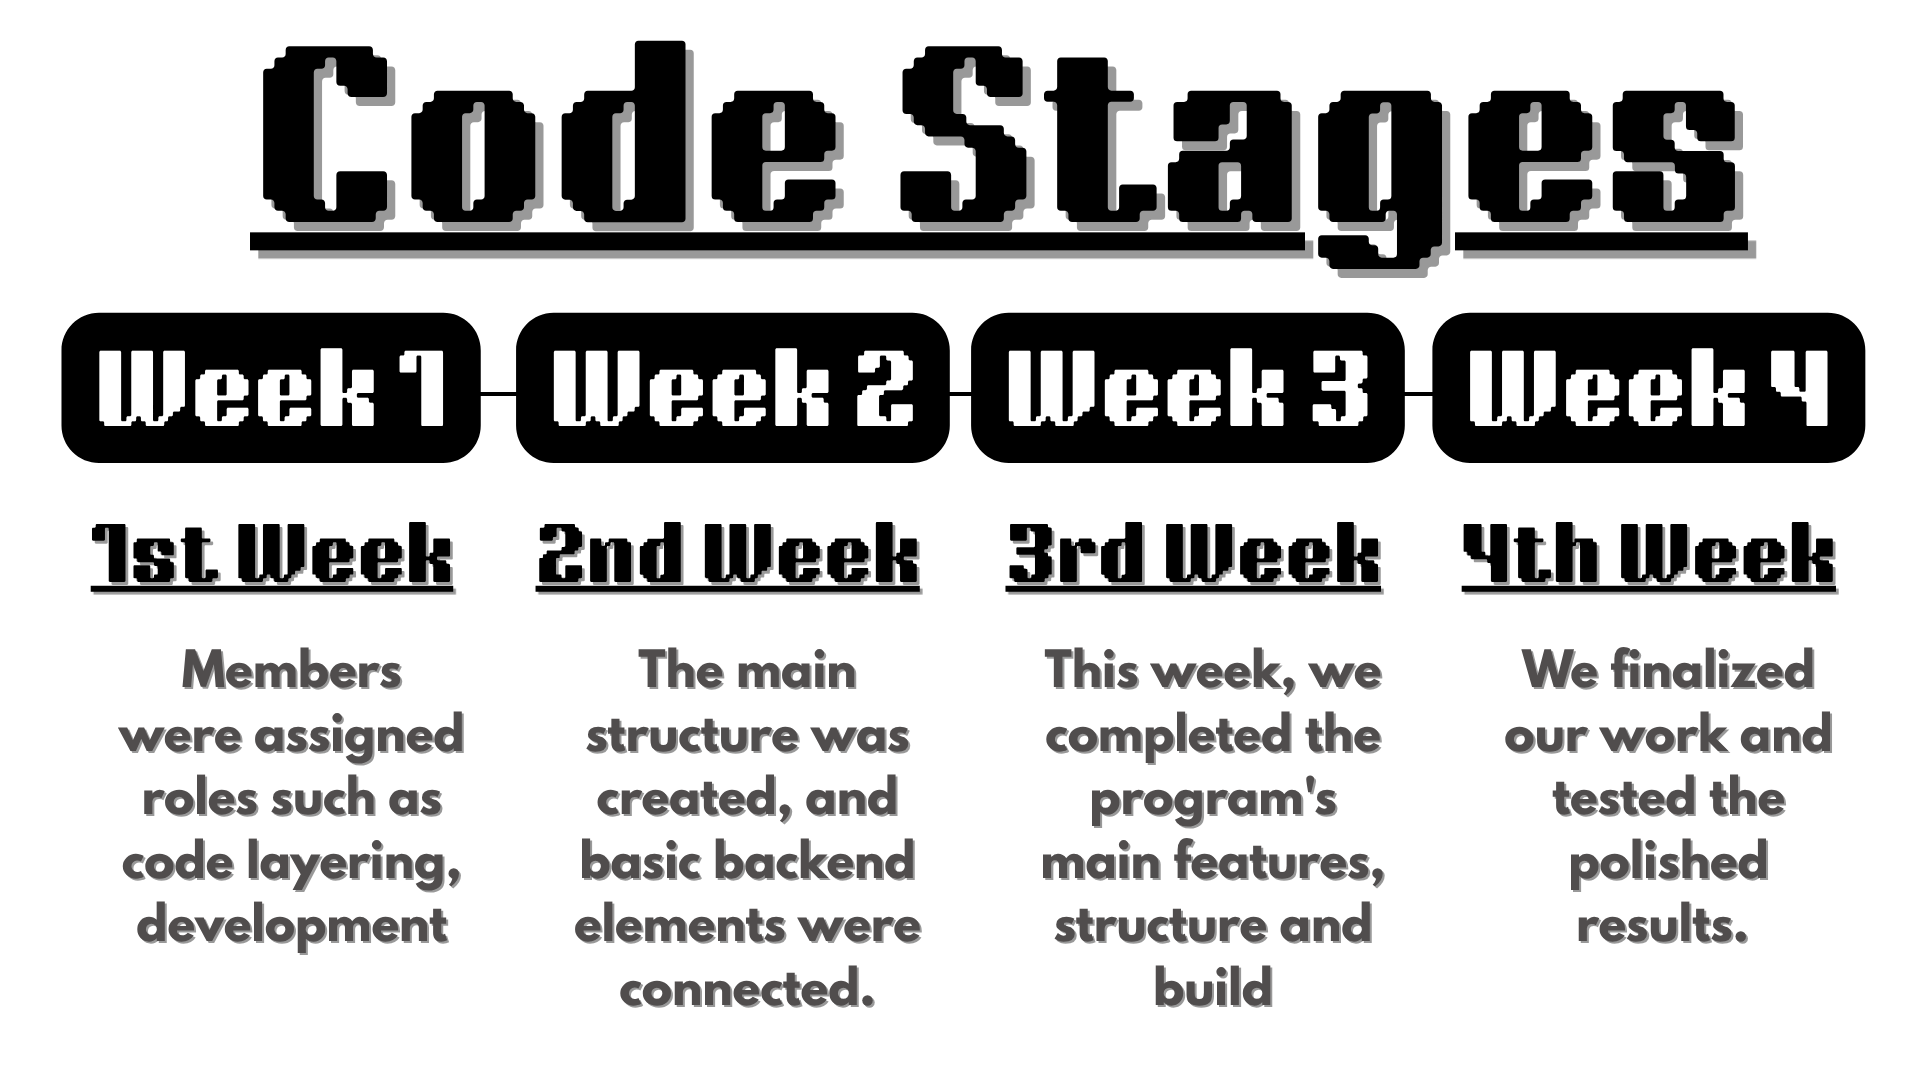 Code Stages
Week 1
Week 2
Week 3
Week 4
1st Week
Members
were assigned
roles such as
code layering,
development
2nd Week
The main
structure was
created, and
basic backend
elements were
connected.
3rd Week
This week, we
completed the
program's
main features,
structure and
build
4th Week
We finalized
our work and
tested the
polished
results.